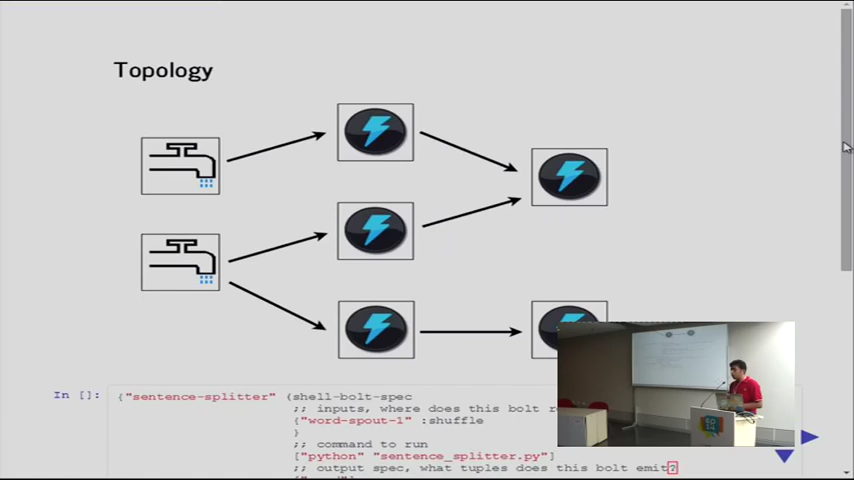 Topology
In []: {"sentence-splitter" (shell-bolt-spec
;; inputs, where does this bolt
{"word-spout-1" :shuffle
}
;; command to run
["python" "sentence_splitter.py"]
;; output spec, what tuples does this bolt emit?